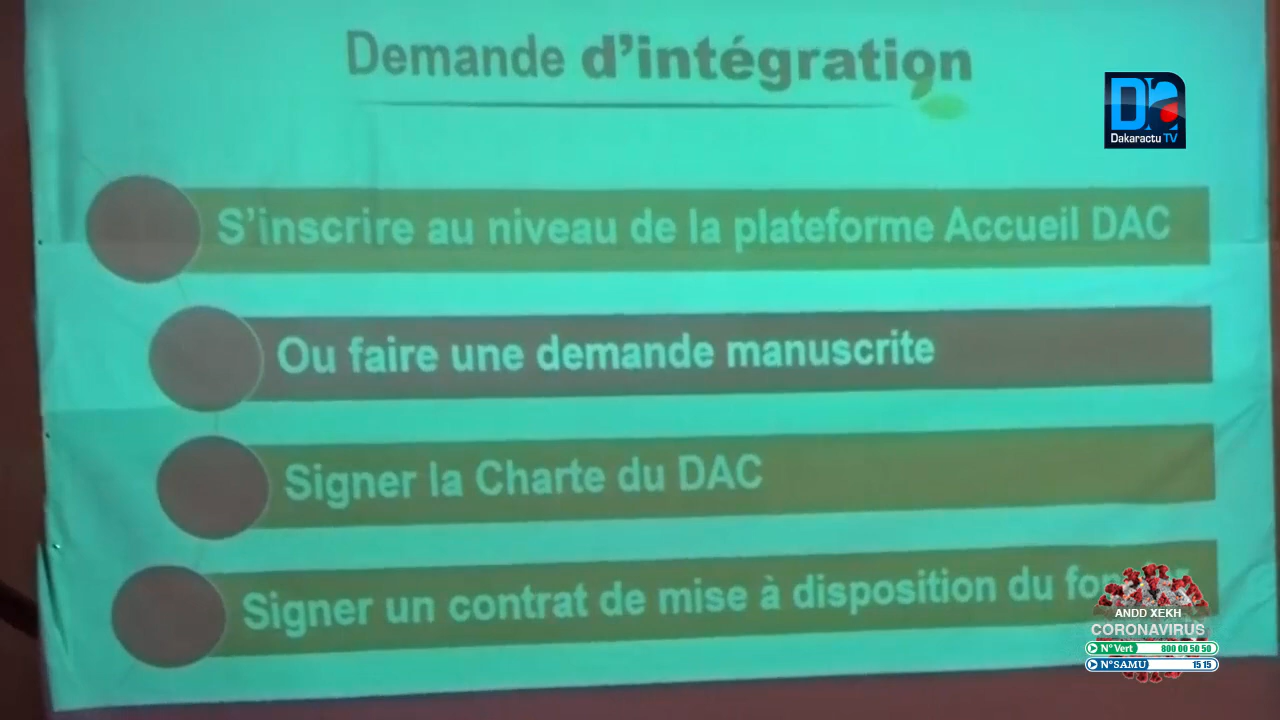 Demande d'intégration
Dakaractu TV
S'inscrire au niveau de la plateforme Accueil DAC
Ou faire une demande manuscrite
Signer la Charte du DAC
Signer un contrat de mise à disposition du
ANDD XEKH
CORONAVIRUS
N° Vert 800 00 50 50
N° SAMU 15 15